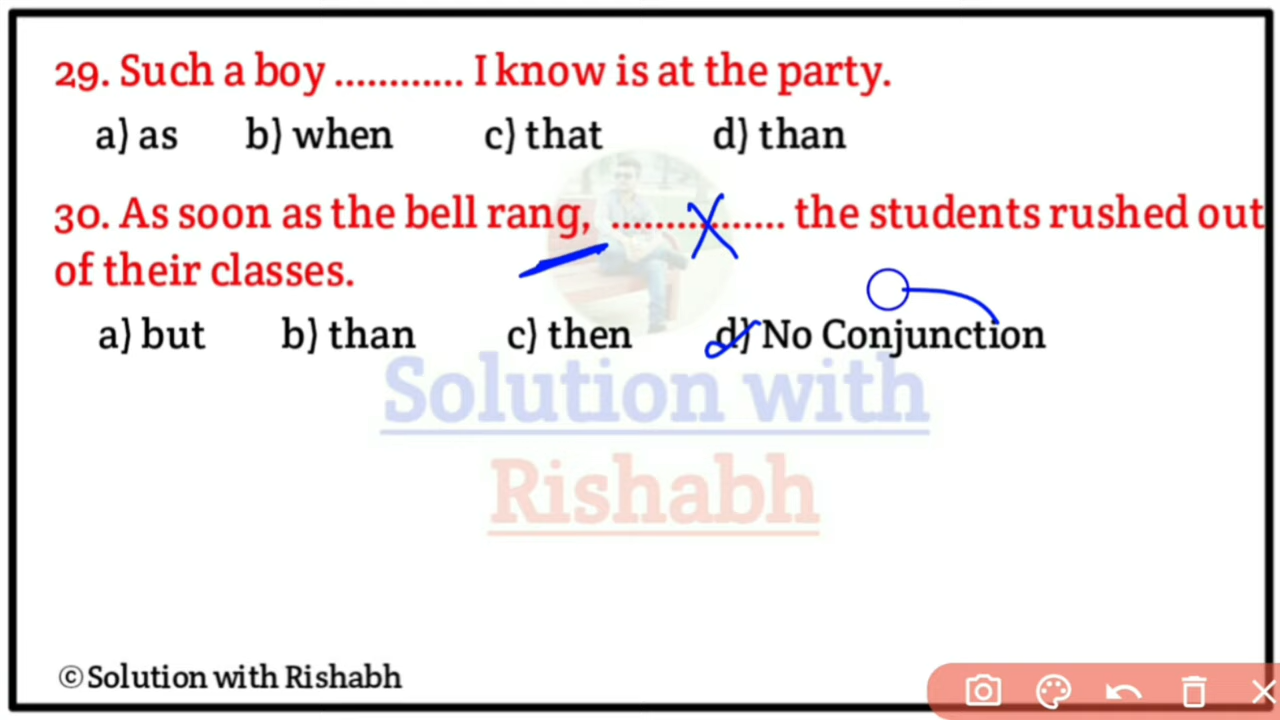 29. Such a boy ............ I know is at the party.
a) as b) when c) that d) than
30. As soon as the bell rang, ................... the students rushed out
of their classes.
a) but b) than c) then d) No Conjunction
Solution with
Rishabh
©Solution with Rishabh